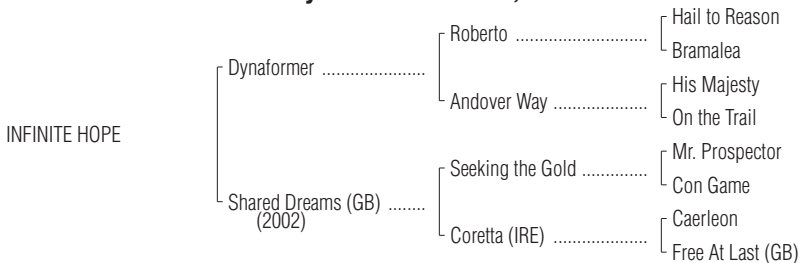 Hail to Reason
Roberto ............................
Bramalea
Dynaformer ......................
His Majesty
Andover Way ....................
On the Trail
INFINITE HOPE
Mr. Prospector
Seeking the Gold ..............
Con Game
Shared Dreams (GB) ........
(2002)
Caerleon
Coretta (IRE) ....................
Free At Last (GB)